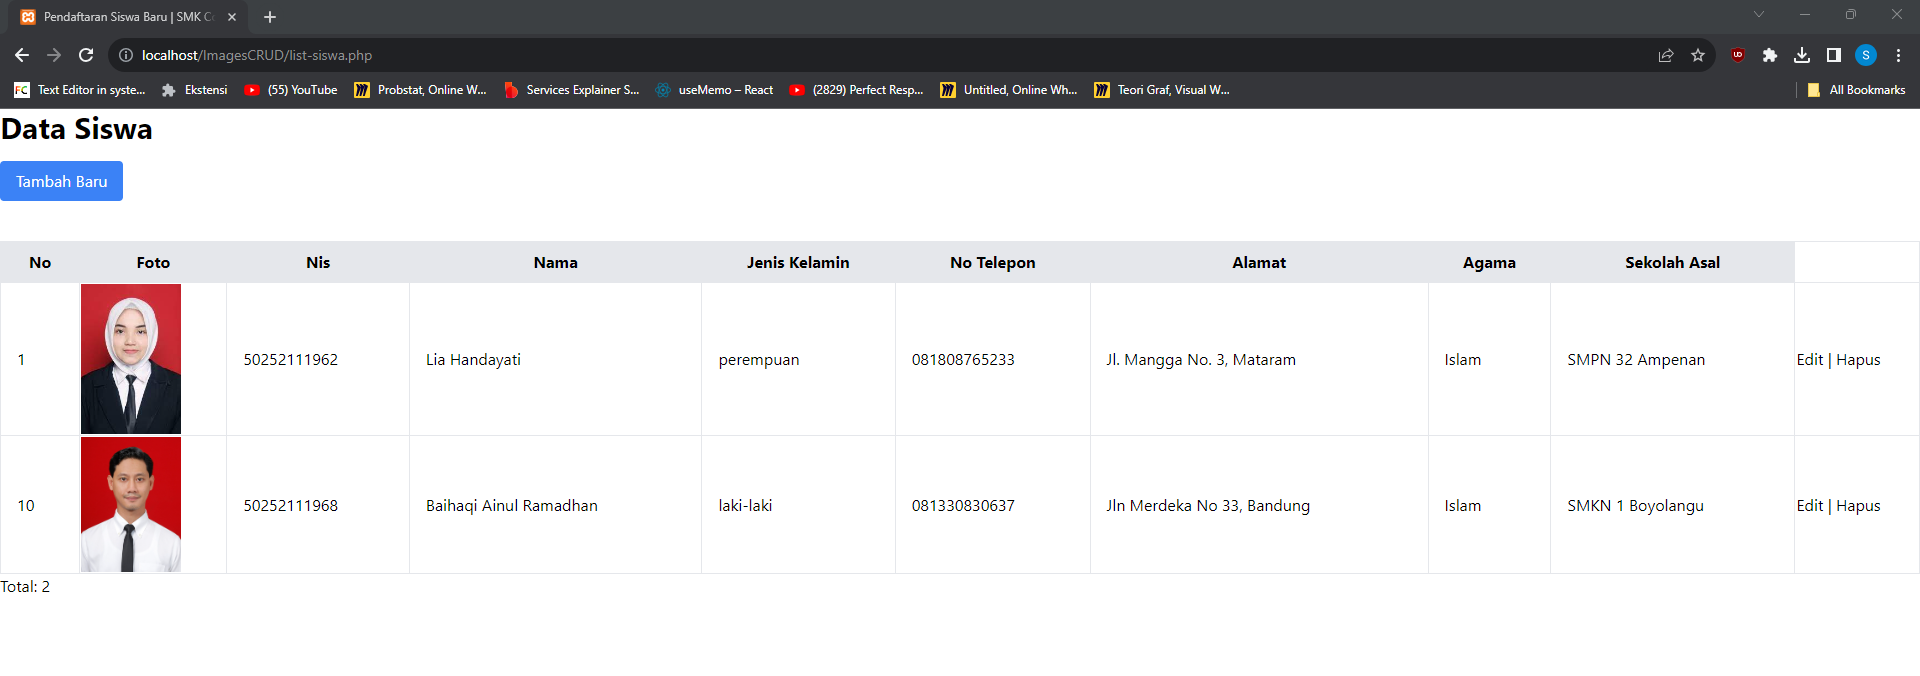 Pendaftaran Siswa Baru | SMK C
localhost/ImagesCRUD/list-siswa.php
S
FC Text Editor in syste... Ekstensi (55) YouTube Probstat, Online W... Services Explainer S... useMemo – React (2829) Perfect Resp... Untitled, Online Wh... Teori Graf, Visual W... All Bookmarks
Data Siswa
Tambah Baru
No Foto Nis Nama Jenis Kelamin No Telepon Alamat Agama Sekolah Asal
1 50252111962 Lia Handayati perempuan 081808765233 Jl. Mangga No. 3, Mataram Islam SMPN 32 Ampenan Edit | Hapus
10 50252111968 Baihaqi Ainul Ramadhan laki-laki 081330830637 Jln Merdeka No 33, Bandung Islam SMKN 1 Boyolangu Edit | Hapus
Total: 2